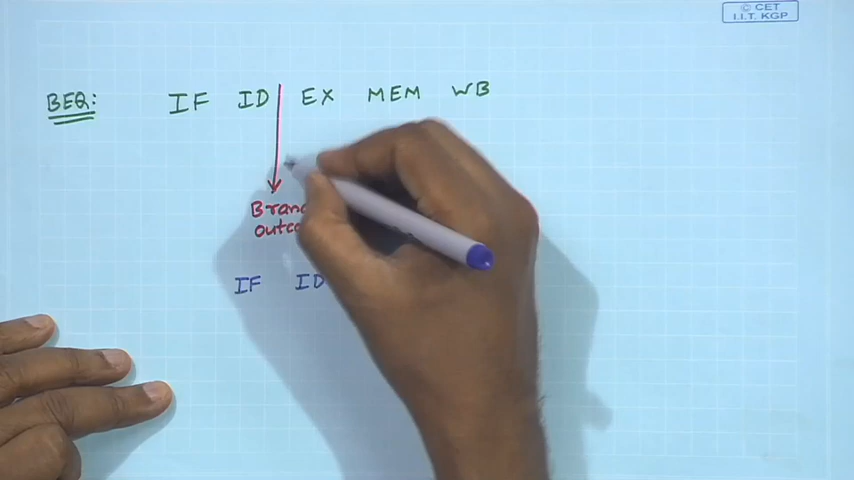 © CET
I.I.T. KGP
BEQ: IF ID EX MEM WB
IF ID